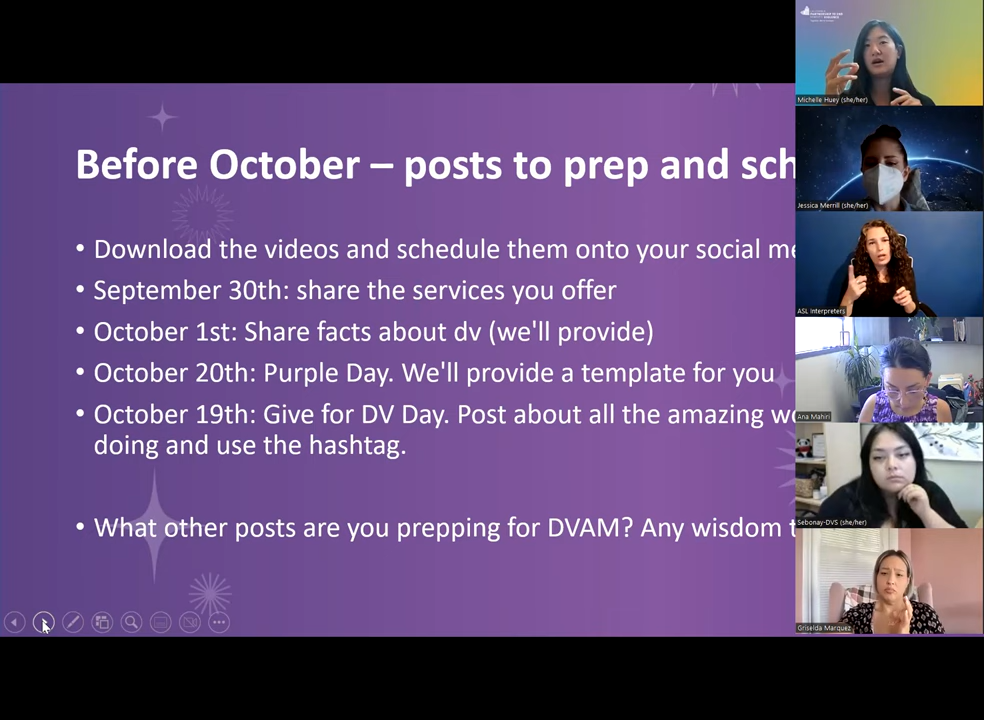 Before October – posts to prep and sch
• Download the videos and schedule them onto your social me
• September 30th: share the services you offer
• October 1st: Share facts about dv (we'll provide)
• October 20th: Purple Day. We'll provide a template for you
• October 19th: Give for DV Day. Post about all the amazing wo
doing and use the hashtag.
• What other posts are you prepping for DVAM? Any wisdom t
Michelle Huey (she/her)
Jessica Merrill (she/her)
ASL Interpreters
Ana Mahiri
Sebonay-DVS (she/her)
Griselda Marquez